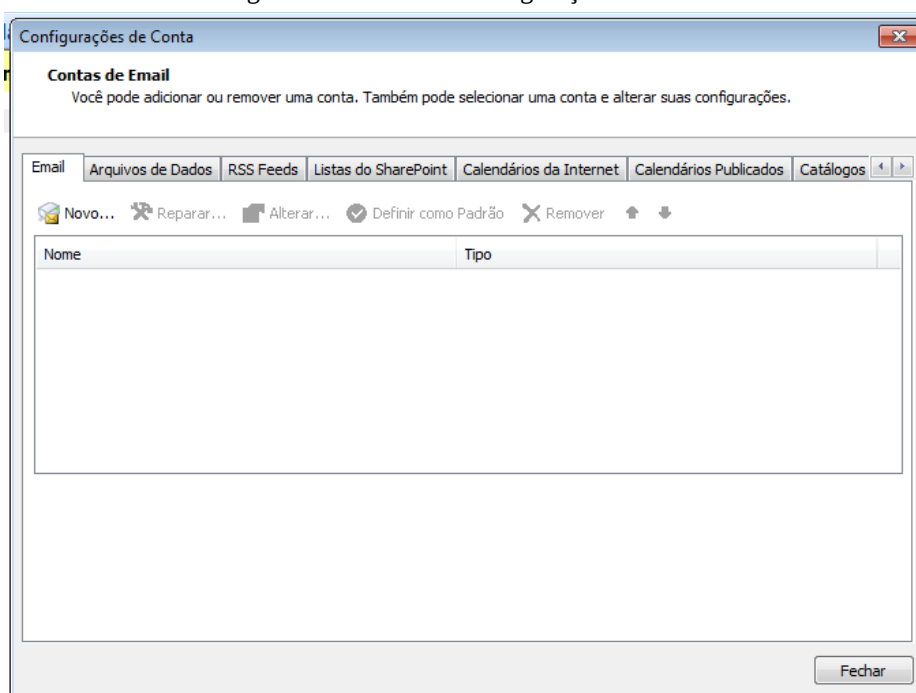 Configurações de Conta
Contas de Email
Você pode adicionar ou remover uma conta. Também pode selecionar uma conta e alterar suas configurações.
Email Arquivos de Dados RSS Feeds Listas do SharePoint Calendários da Internet Calendários Publicados Catálogos
Novo... Reparar... Alterar... Definir como Padrão Remover
Nome Tipo
Fechar